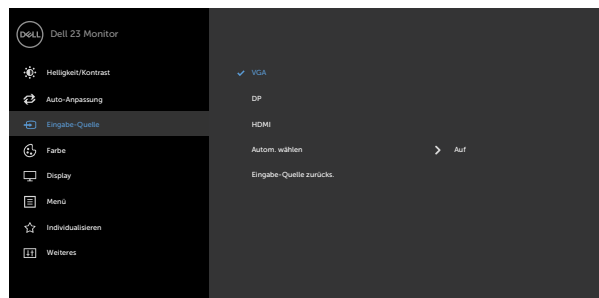 DELL Dell 23 Monitor
Helligkeit/Kontrast
Auto-Anpassung
Eingabe-Quelle
Farbe
Display
Menü
Individualisieren
Weiteres
VGA
DP
HDMI
Autom. wählen Auf
Eingabe-Quelle zurücks.